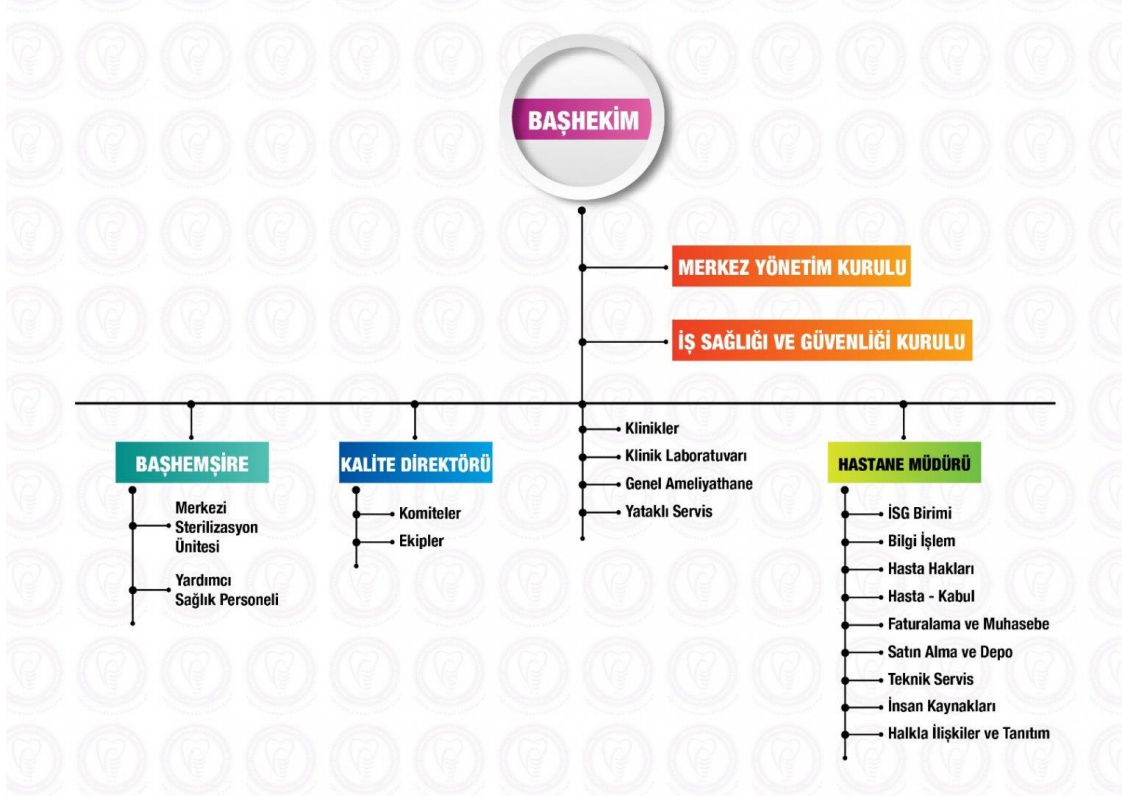 BAŞHEKİM
MERKEZ YÖNETİM KURULU
İŞ SAĞLIĞI VE GÜVENLİĞİ KURULU
BAŞHEMŞİRE
Merkezi
Sterilizasyon
Ünitesi
Yardımcı
Sağlık Personeli
KALİTE DİREKTÖRÜ
Komiteler
Ekipler
Klinikler
Klinik Laboratuvarı
Genel Ameliyathane
Yataklı Servis
HASTANE MÜDÜRÜ
İSG Birimi
Bilgi İşlem
Hasta Hakları
Hasta - Kabul
Faturalama ve Muhasebe
Satın Alma ve Depo
Teknik Servis
İnsan Kaynakları
Halkla İlişkiler ve Tanıtım